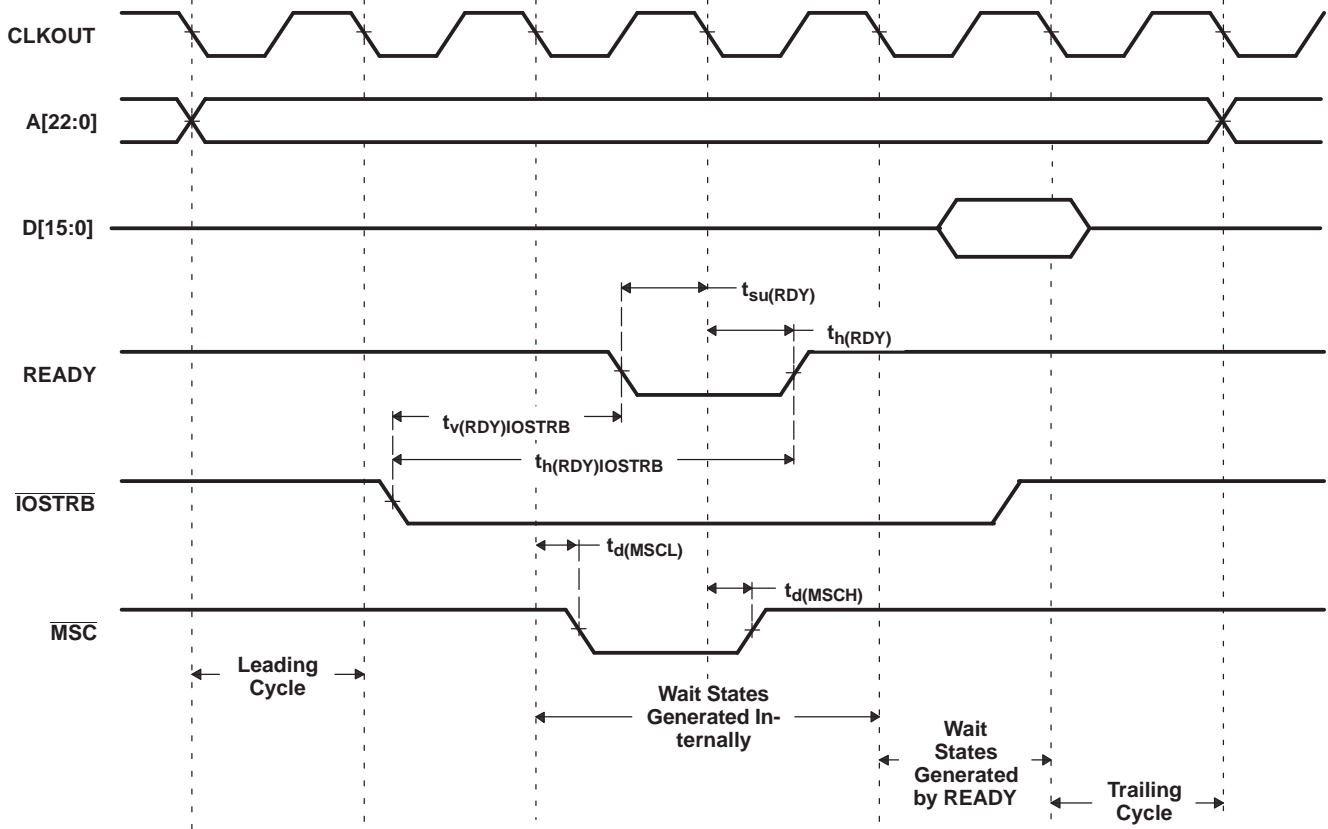 CLKOUT
A[22:0]
D[15:0]
tsu(RDY)
th(RDY)
READY
tv(RDY)IOSTRB
th(RDY)IOSTRB
IOSTRB
td(MSCL)
td(MSCH)
MSC
Leading
Cycle
Wait States
Generated In-
ternally
Wait
States
Generated
by READY
Trailing
Cycle